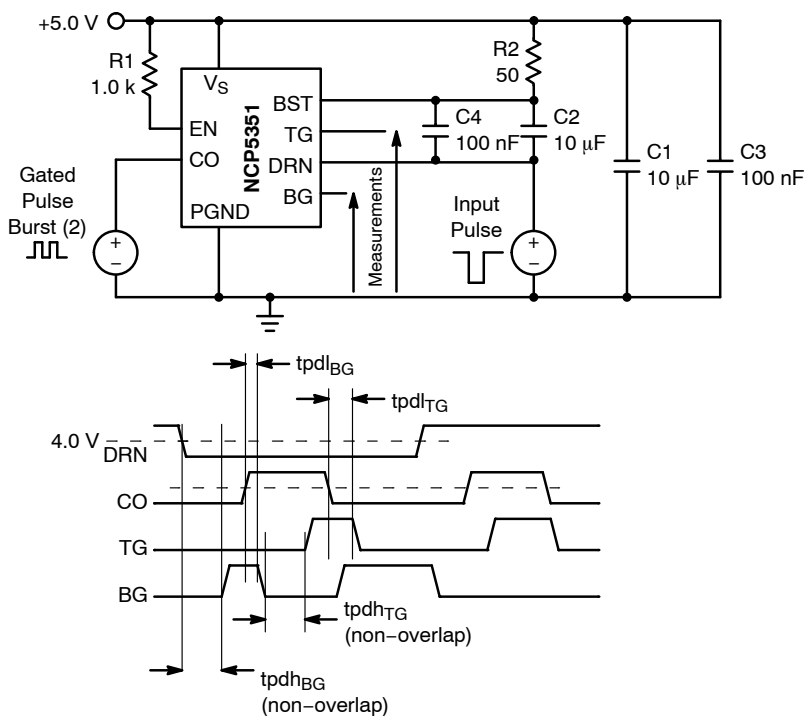 +5.0 V
R1
1.0 k
VS
EN
CO
PGND
NCP5351
BST
TG
DRN
BG
R2
50
C4
100 nF
C2
10 μF
C1
10 μF
C3
100 nF
Gated
Pulse
Burst (2)
+
−
Measurements
Input
Pulse
+
−
tpdlBG
tpdlTG
4.0 V
DRN
CO
TG
BG
tpdhTG
(non−overlap)
tpdhBG
(non−overlap)